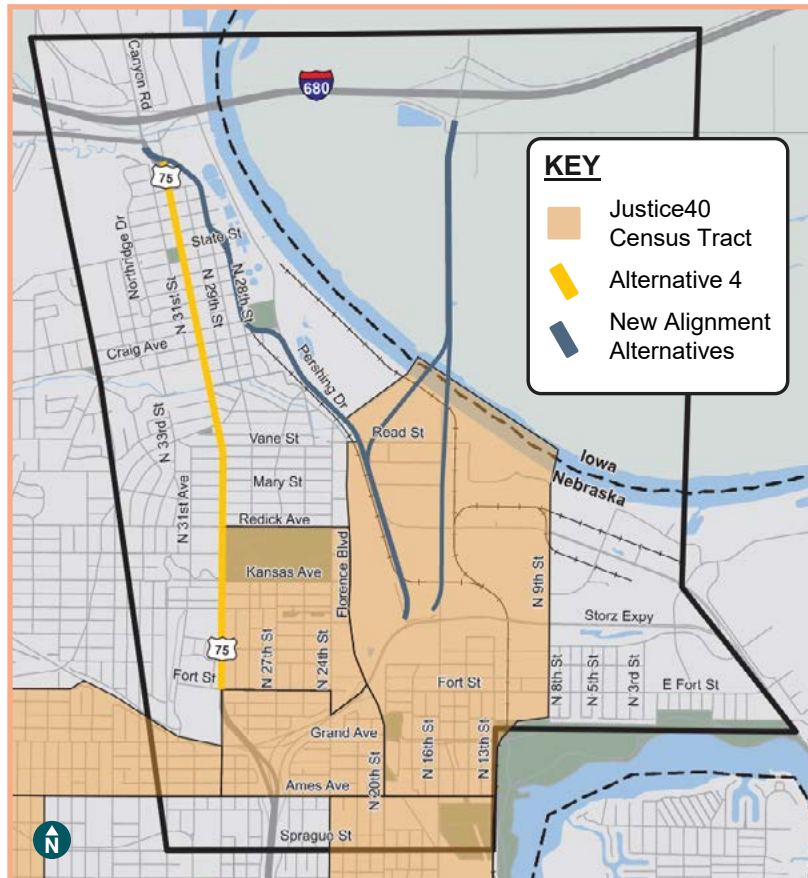 Canyon Rd
680
KEY
Justice40
Census Tract
Alternative 4
New Alignment
Alternatives
75
Northridge Dr
State St
N 31st St
N 29th St
N 28th St
Craig Ave
Pershing Dr
N 33rd St
Read St
Vane St
Iowa
Nebraska
Mary St
N 31st Ave
Redick Ave
Kansas Ave
Florence Blvd
N 9th St
Storz Expy
75
Fort St
N 27th St
N 24th St
Fort St
N 8th St
N 5th St
N 3rd St
E Fort St
Grand Ave
N 20th St
N 16th St
N 13th St
Ames Ave
Sprague St
N